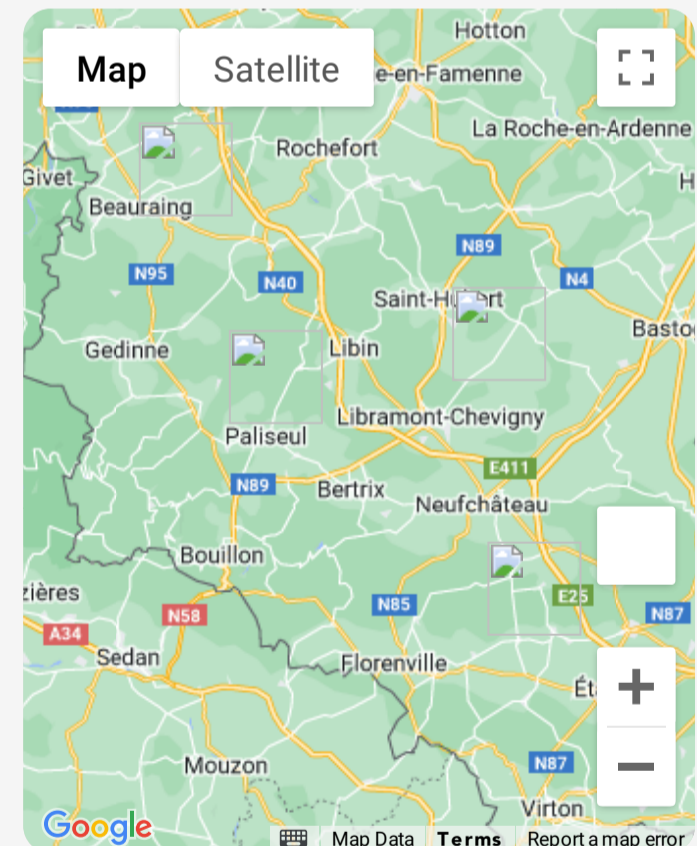 Hotton
Map
Satellite
e-en-Famenne
La Roche-en-Ardenne
Rochefort
Givet
H
Beauraing
N89
N95
N40
N4
Saint-Hubert
Basto
Gedinne
Libin
Libramont-Chevigny
Paliseul
E411
N89
Bertrix
Neufchâteau
Bouillon
zières
E25
N85
N58
N87
A34
Sedan
Florenville
Ét
Mouzon
N87
Virton
Google
Map Data
Terms
Report a map error